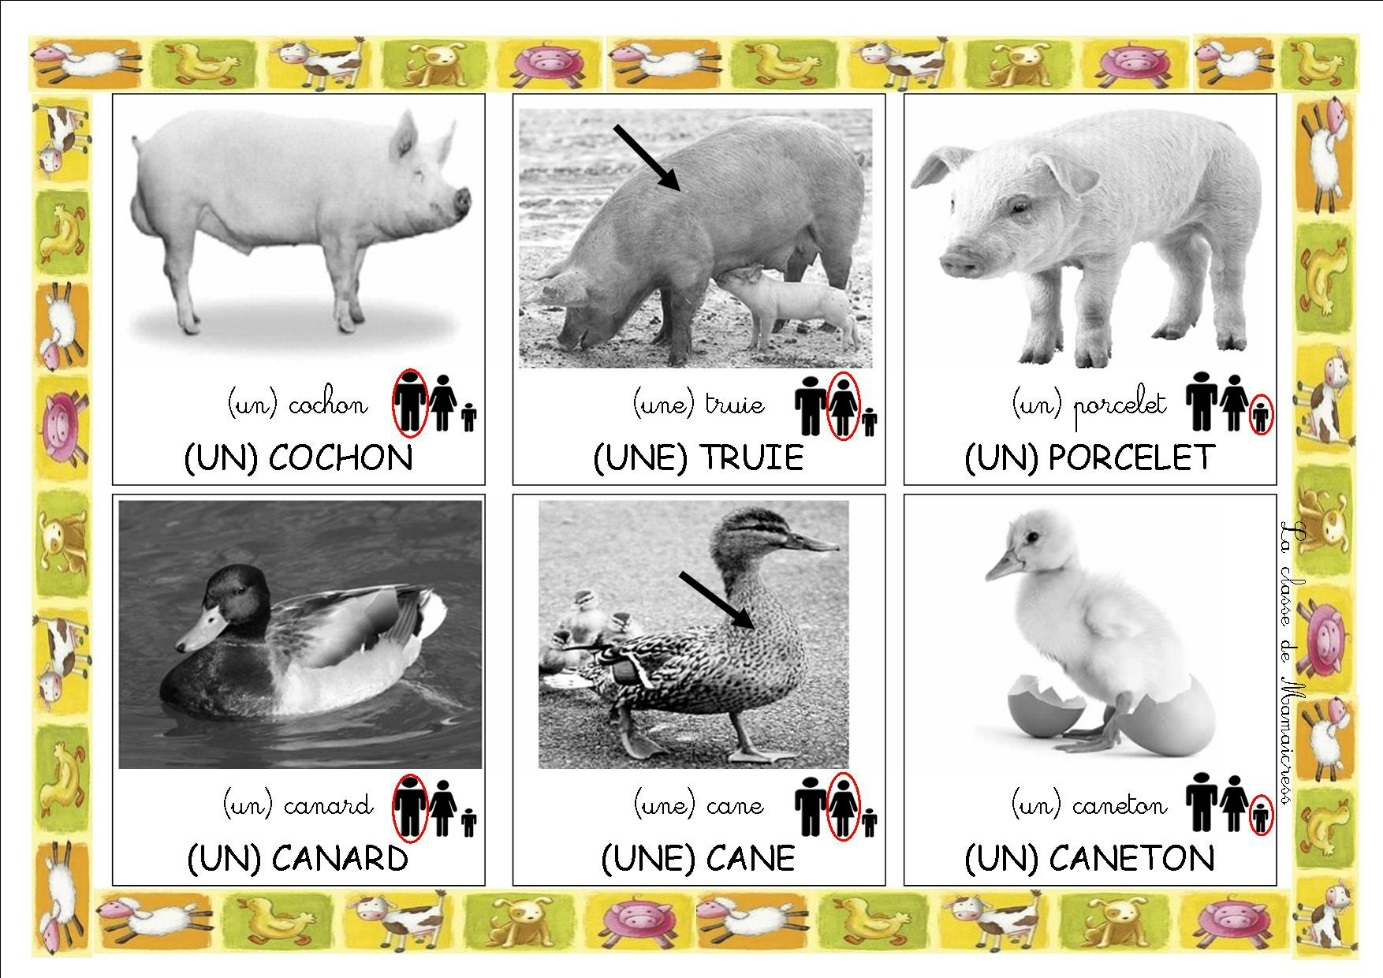 (un) cochon
(UN) COCHON
(une) truie
(UNE) TRUIE
(un) porcelet
(UN) PORCELET
(un) canard
(UN) CANARD
(une) cane
(UNE) CANE
(un) caneton
(UN) CANETON
La classe de Mamaicress